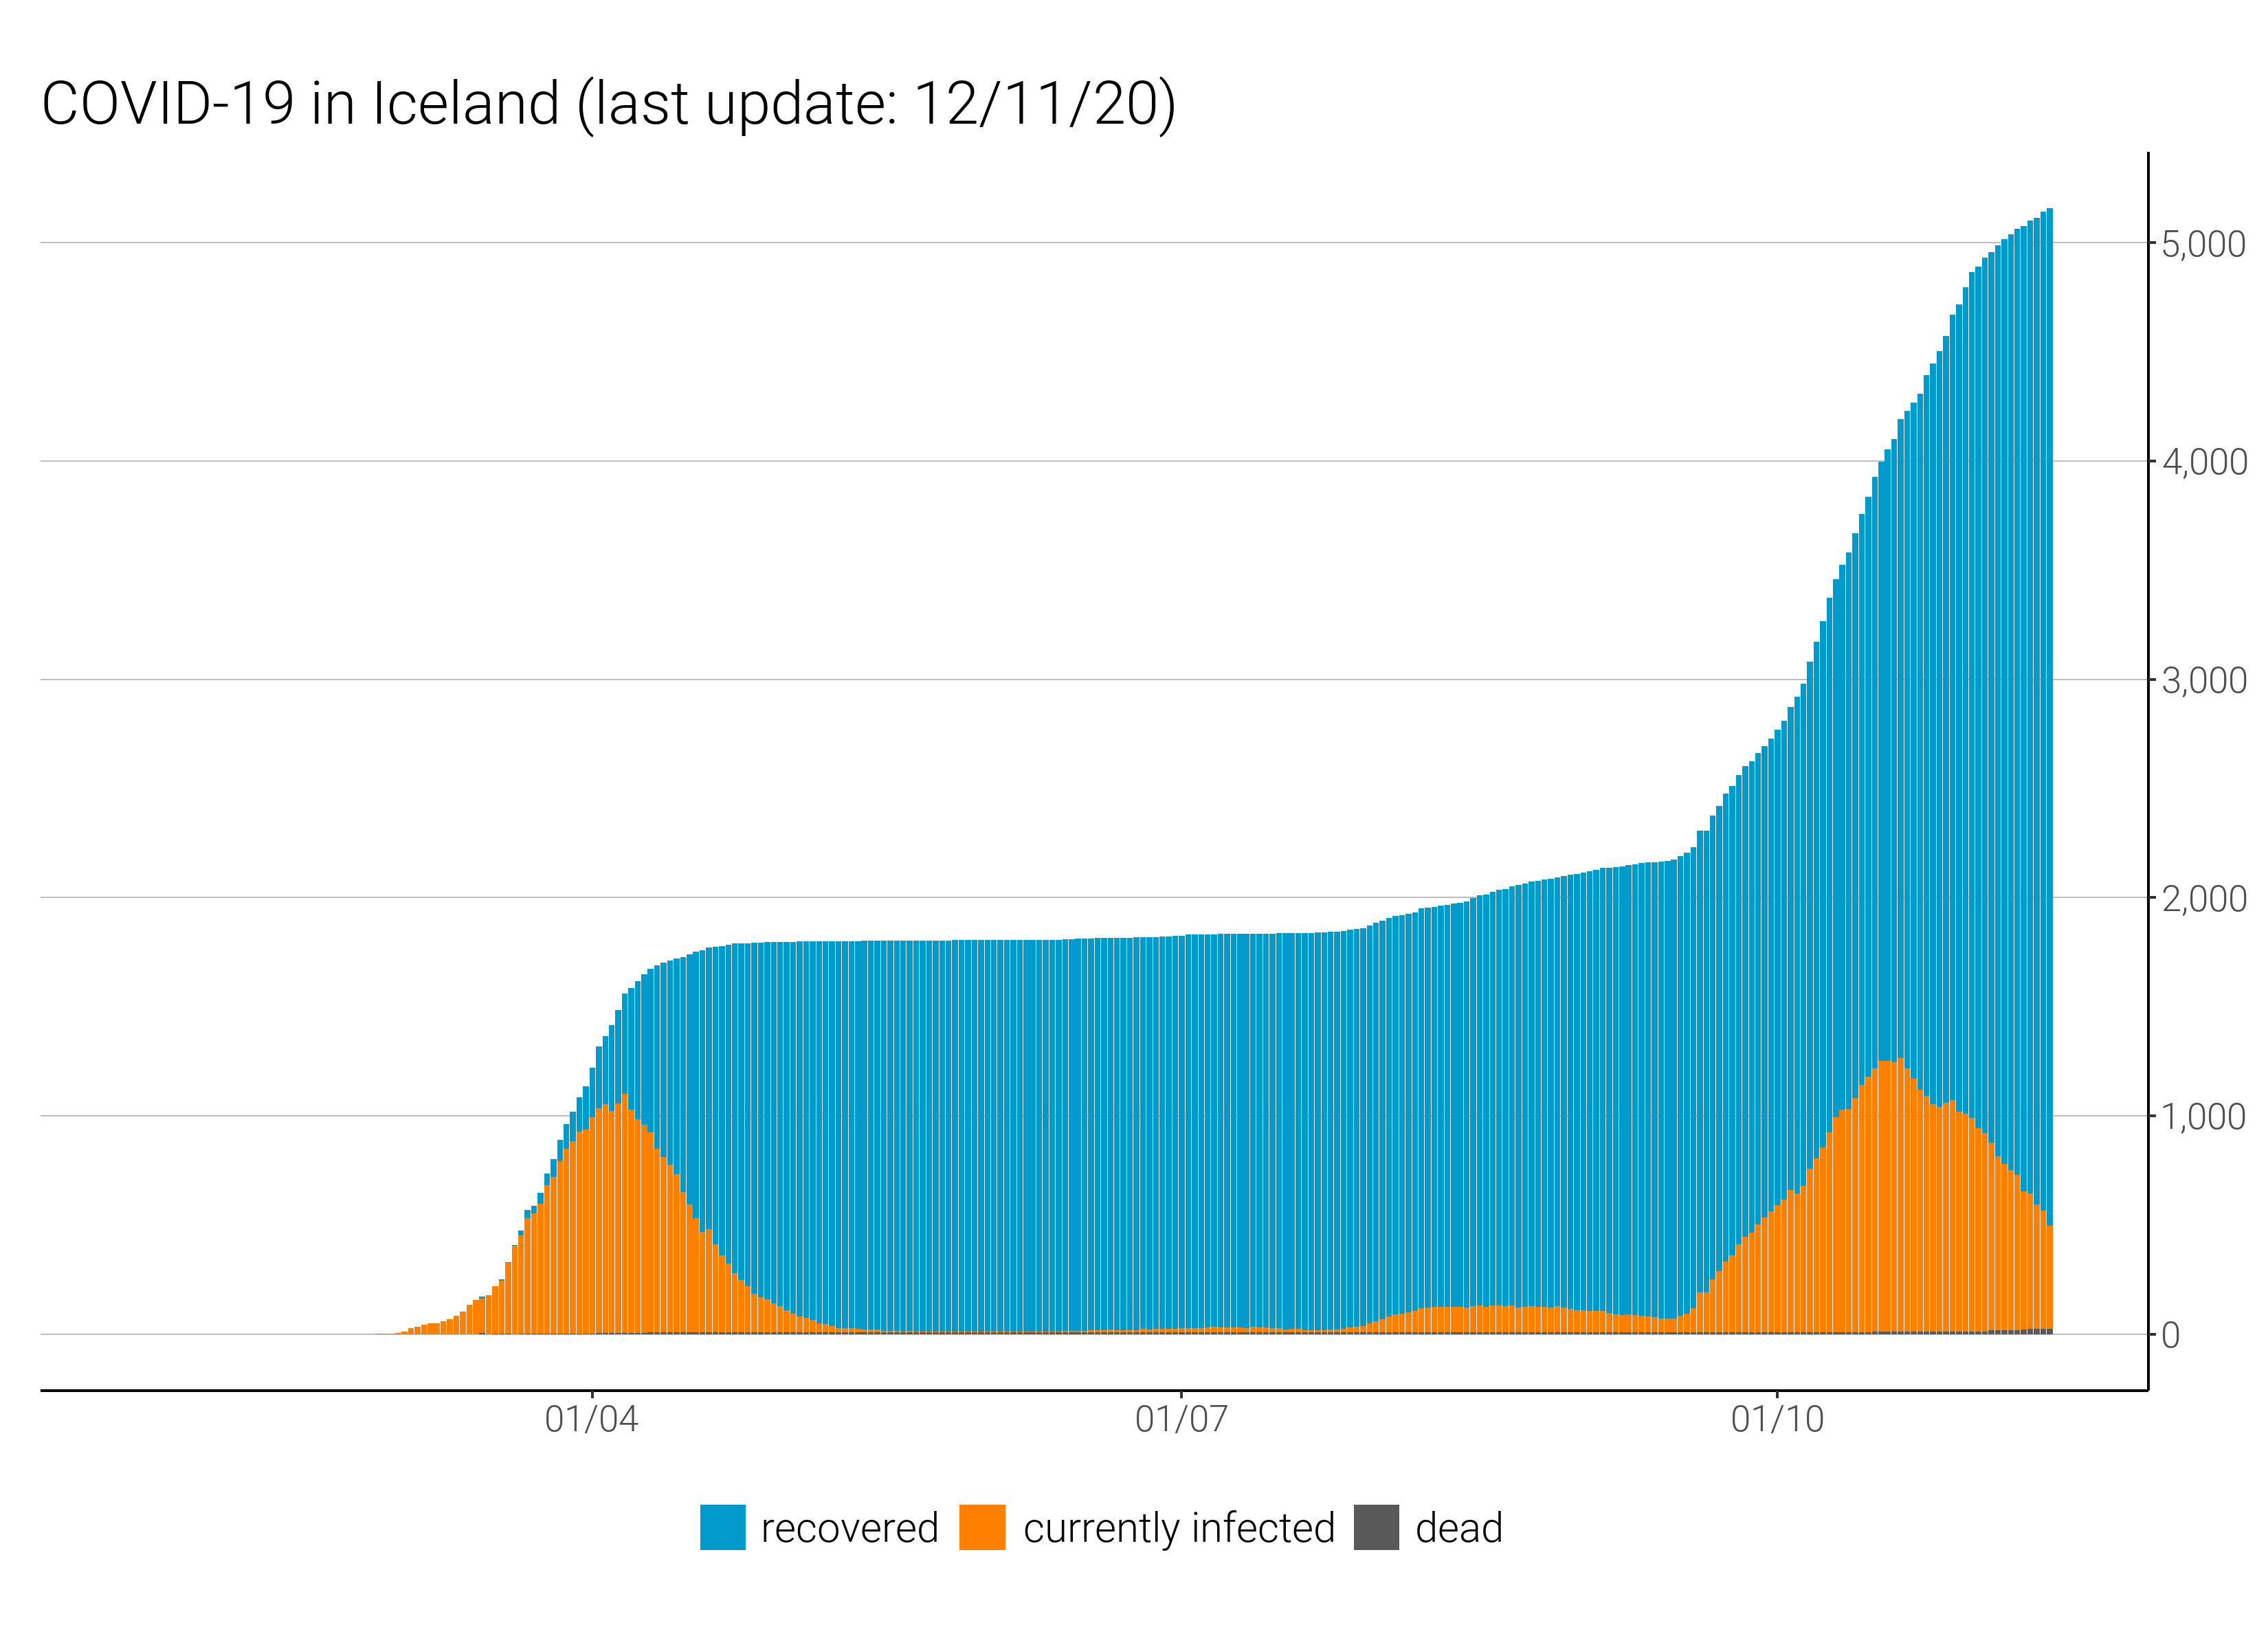 COVID-19 in Iceland (last update: 12/11/20)
5,000
4,000
3,000
2,000
1,000
0
01/04 01/07 01/10
recovered currently infected dead